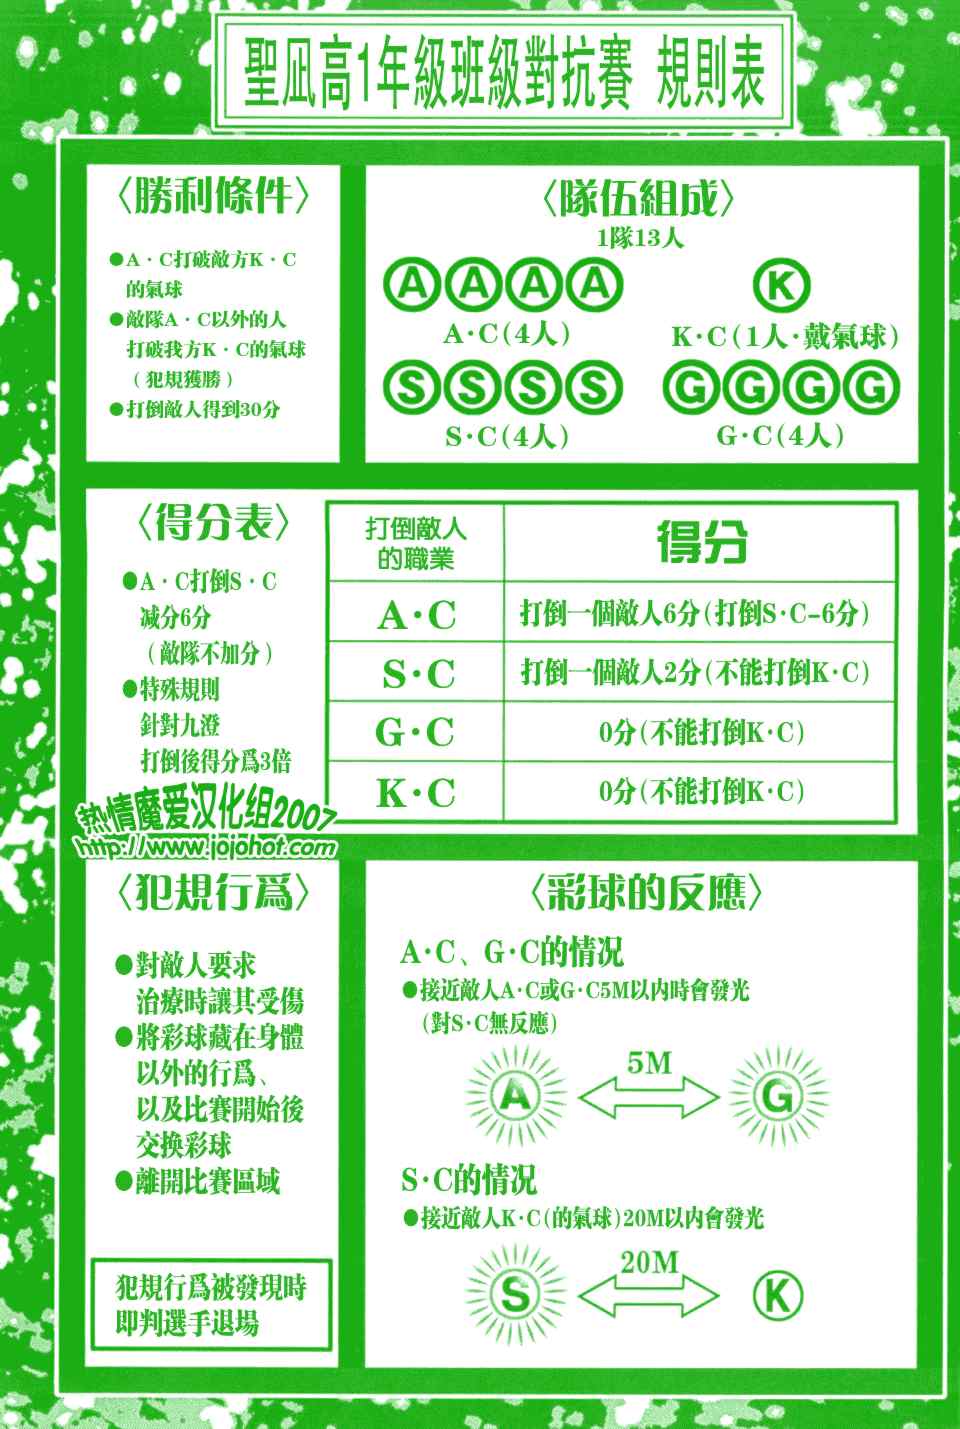 聖凪高1年級班級對抗賽 規則表
〈勝利條件〉
●A·C打破敵方K·C
的氣球
●敵隊A·C以外的人
打破我方K·C的氣球
（犯規獲勝）
●打倒敵人得到30分
〈隊伍組成〉
1隊13人
A A A A
A·C(4人)
K
K·C(1人·戴氣球)
S S S S
S·C(4人)
G G G G
G·C(4人)
〈得分表〉
●A·C打倒S·C
減分6分
（敵隊不加分）
●特殊規則
針對九澄
打倒後得分爲3倍
打倒敵人
的職業
得分
A·C 打倒一個敵人6分(打倒S·C-6分)
S·C 打倒一個敵人2分(不能打倒K·C)
G·C 0分(不能打倒K·C)
K·C 0分(不能打倒K·C)
热情魔爱汉化组2007
http://www.jojohot.com
〈犯規行爲〉
●對敵人要求
治療時讓其受傷
●將彩球藏在身體
以外的行爲、
以及比賽開始後
交換彩球
●離開比賽區域
犯規行爲被發現時
即判選手退場
〈彩球的反應〉
A·C、G·C的情况
●接近敵人A·C或G·C5M以内時會發光
(對S·C無反應)
A 5M G
S·C的情况
●接近敵人K·C(的氣球)20M以内會發光
S 20M K